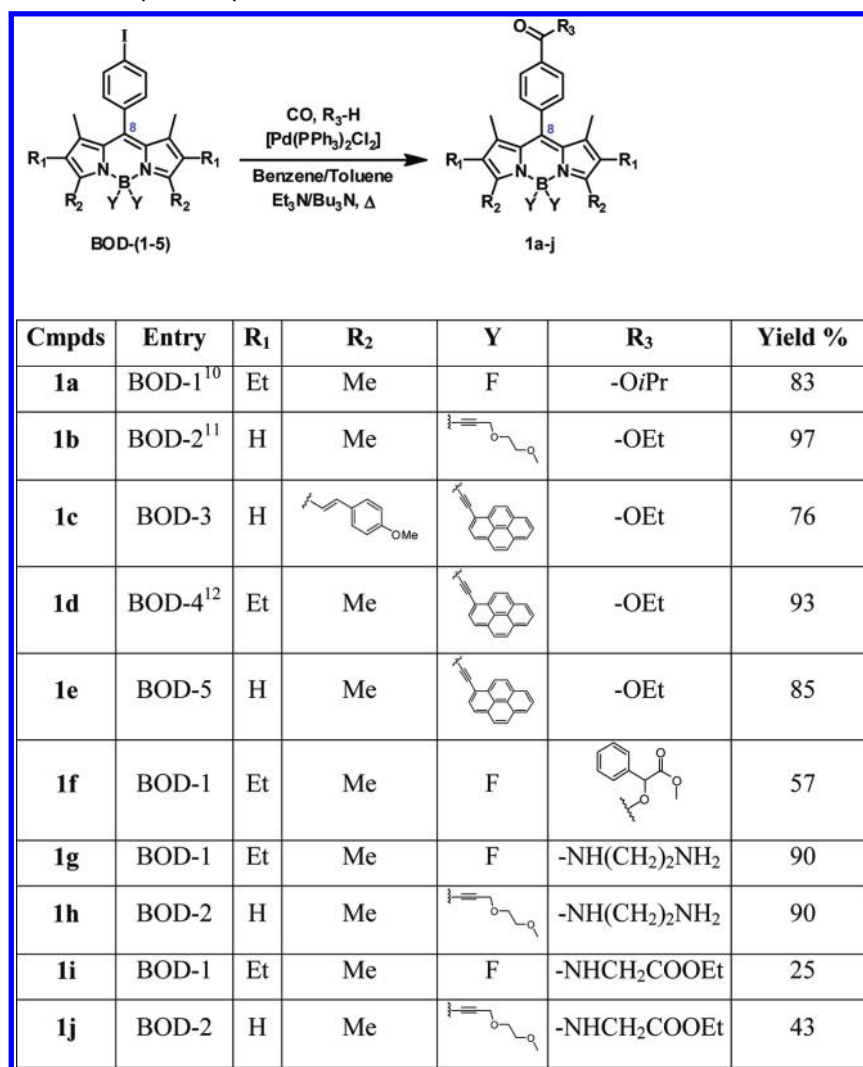 I
O R3
8
CO, R3-H
[Pd(PPh3)2Cl2]
Benzene/Toluene
Et3N/Bu3N, Δ
8
R1 R1
N N
B
R2 Y Y R2
BOD-(1-5)
R1 R1
N N
B
R2 Y Y R2
1a-j
Cmpds Entry R1 R2 Y R3 Yield %
1a BOD-1¹⁰ Et Me F -OiPr 83
1b BOD-2¹¹ H Me O O -OEt 97
1c BOD-3 H OMe -OEt 76
1d BOD-4¹² Et Me -OEt 93
1e BOD-5 H Me -OEt 85
1f BOD-1 Et Me F O O O 57
1g BOD-1 Et Me F -NH(CH2)2NH2 90
1h BOD-2 H Me O O -NH(CH2)2NH2 90
1i BOD-1 Et Me F -NHCH2COOEt 25
1j BOD-2 H Me O O -NHCH2COOEt 43